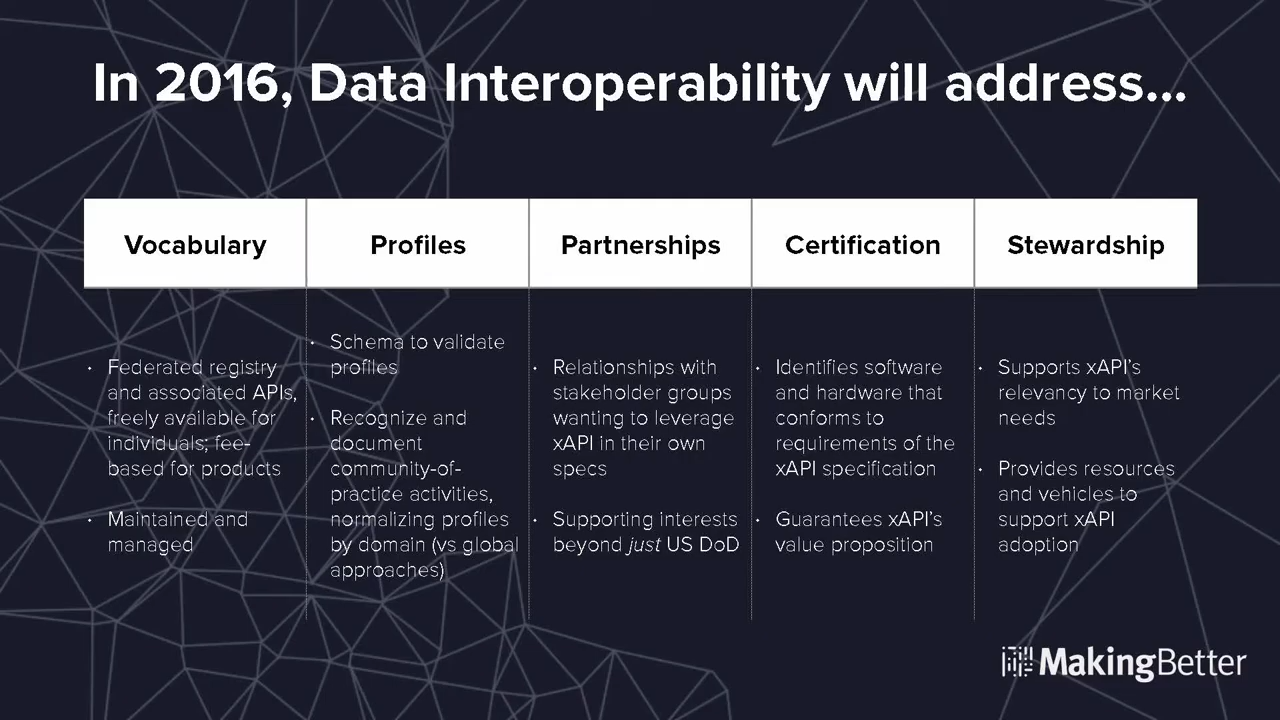 In 2016, Data Interoperability will address...
Vocabulary
Profiles
Partnerships
Certification
Stewardship
• Federated registry
and associated APIs,
freely available for
individuals; fee-
based for products
• Maintained and
managed
• Schema to validate
profiles
• Recognize and
document
community-of-
practice activities,
normalizing profiles
by domain (vs global
approaches)
• Relationships with
stakeholder groups
wanting to leverage
xAPI in their own
specs
• Supporting interests
beyond just US DoD
• Identifies software
and hardware that
conforms to
requirements of the
xAPI specification
• Guarantees xAPI's
value proposition
• Supports xAPI's
relevancy to market
needs
• Provides resources
and vehicles to
support xAPI
adoption
MakingBetter